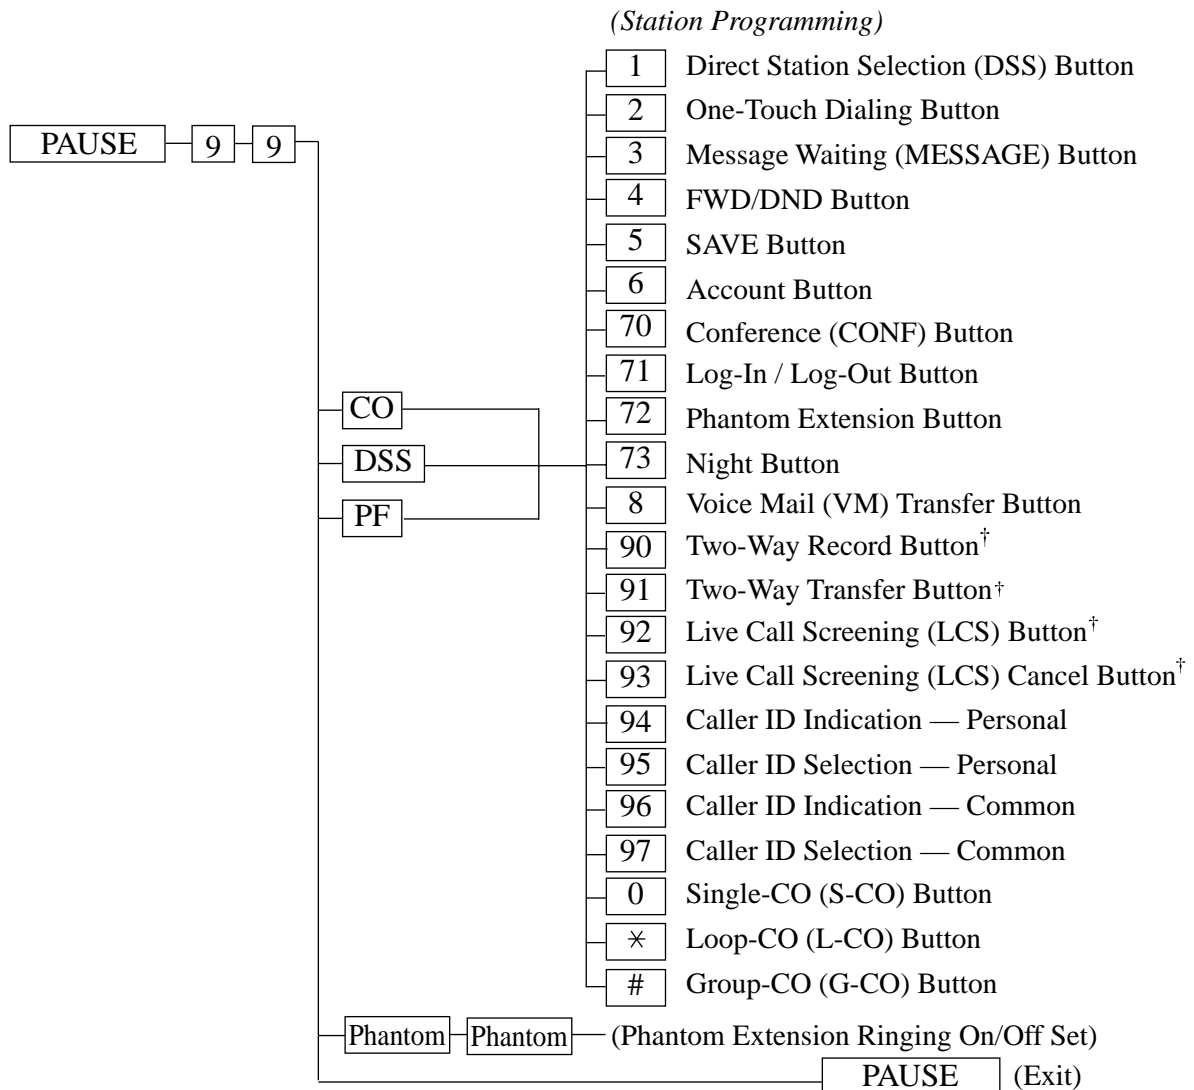 (Station Programming)
PAUSE 9 9
1 Direct Station Selection (DSS) Button
2 One-Touch Dialing Button
3 Message Waiting (MESSAGE) Button
4 FWD/DND Button
5 SAVE Button
6 Account Button
70 Conference (CONF) Button
71 Log-In / Log-Out Button
CO
72 Phantom Extension Button
DSS
73 Night Button
PF
8 Voice Mail (VM) Transfer Button
90 Two-Way Record Button†
91 Two-Way Transfer Button†
92 Live Call Screening (LCS) Button†
93 Live Call Screening (LCS) Cancel Button†
94 Caller ID Indication — Personal
95 Caller ID Selection — Personal
96 Caller ID Indication — Common
97 Caller ID Selection — Common
0 Single-CO (S-CO) Button
* Loop-CO (L-CO) Button
# Group-CO (G-CO) Button
Phantom Phantom (Phantom Extension Ringing On/Off Set)
PAUSE (Exit)